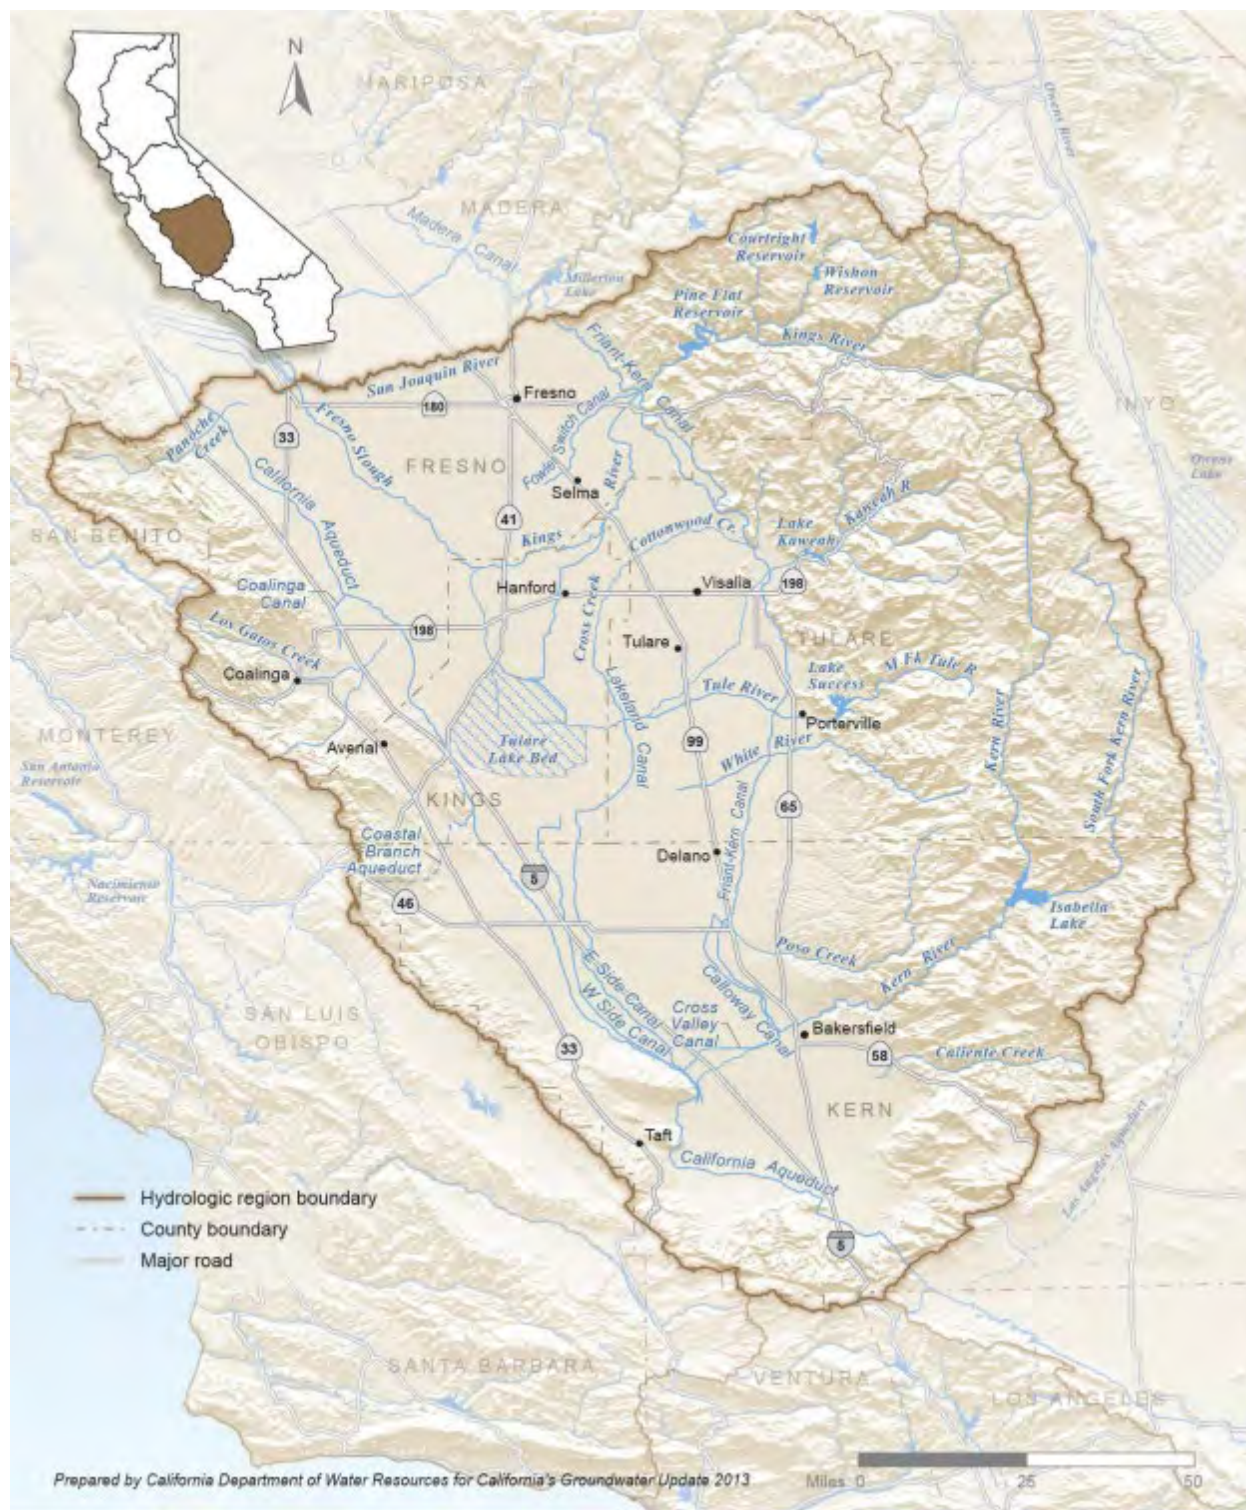 N
MARIPOSA
Owens River
MADERA
Madera Canal
Courtright
Reservoir
Millerton
Lake
Wishon
Reservoir
Pine Flat
Reservoir
Friant-Kern Canal
Kings River
San Joaquin River
Fresno
180
INYO
Panoche
Creek
33
Fresno Slough
Fowler Switch Canal
FRESNO
California Aqueduct
Selma
River
Owens
Lake
41
Kings
Cottonwood Cr.
Lake
Kaweah
Kaweah R
SAN BENITO
Coalinga
Canal
Hanford
Visalia
198
Cross Creek
Los Gatos Creek
198
Tulare
TULARE
Coalinga
Lakeland Canal
Lake
Success
M Fk Tule R
Tule River
Porterville
Kern River
South Fork Kern River
MONTEREY
Avenal
Tulare
Lake Bed
99
White River
San Antonio
Reservoir
KINGS
65
Friant-Kern Canal
Coastal
Branch
Aqueduct
Delano
5
Nacimiento
Reservoir
46
Isabella
Lake
Poso Creek
Kern River
E Side Canal
W Side Canal
Calloway Canal
Cross
Valley
Canal
SAN LUIS
OBISPO
Bakersfield
33
58
Caliente Creek
KERN
Taft
California Aqueduct
Los Angeles Aqueduct
Hydrologic region boundary
County boundary
Major road
5
SANTA BARBARA
VENTURA
LOS ANGELES
Prepared by California Department of Water Resources for California's Groundwater Update 2013
Miles 0 25 50